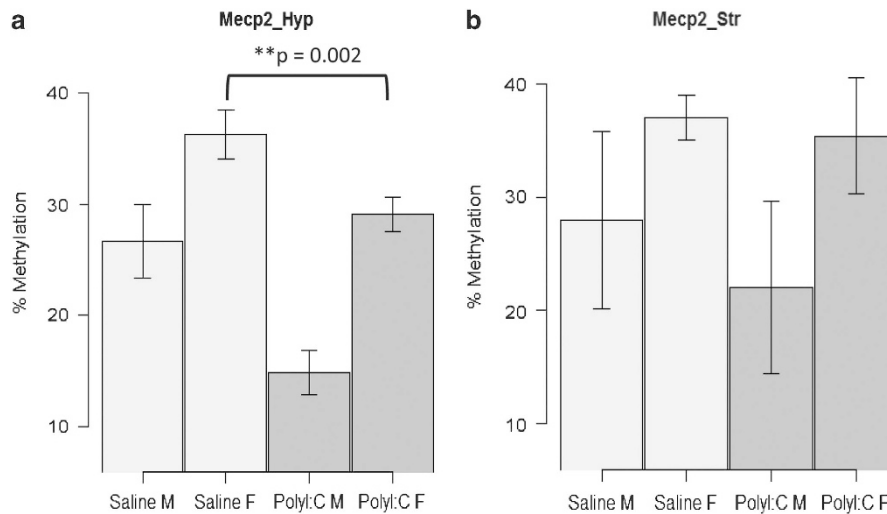 a
Mecp2_Hyp
**p = 0.002
% Methylation
40
30
20
10
Saline M
Saline F
PolyI:C M
PolyI:C F
b
Mecp2_Str
% Methylation
40
30
20
10
Saline M
Saline F
PolyI:C M
PolyI:C F